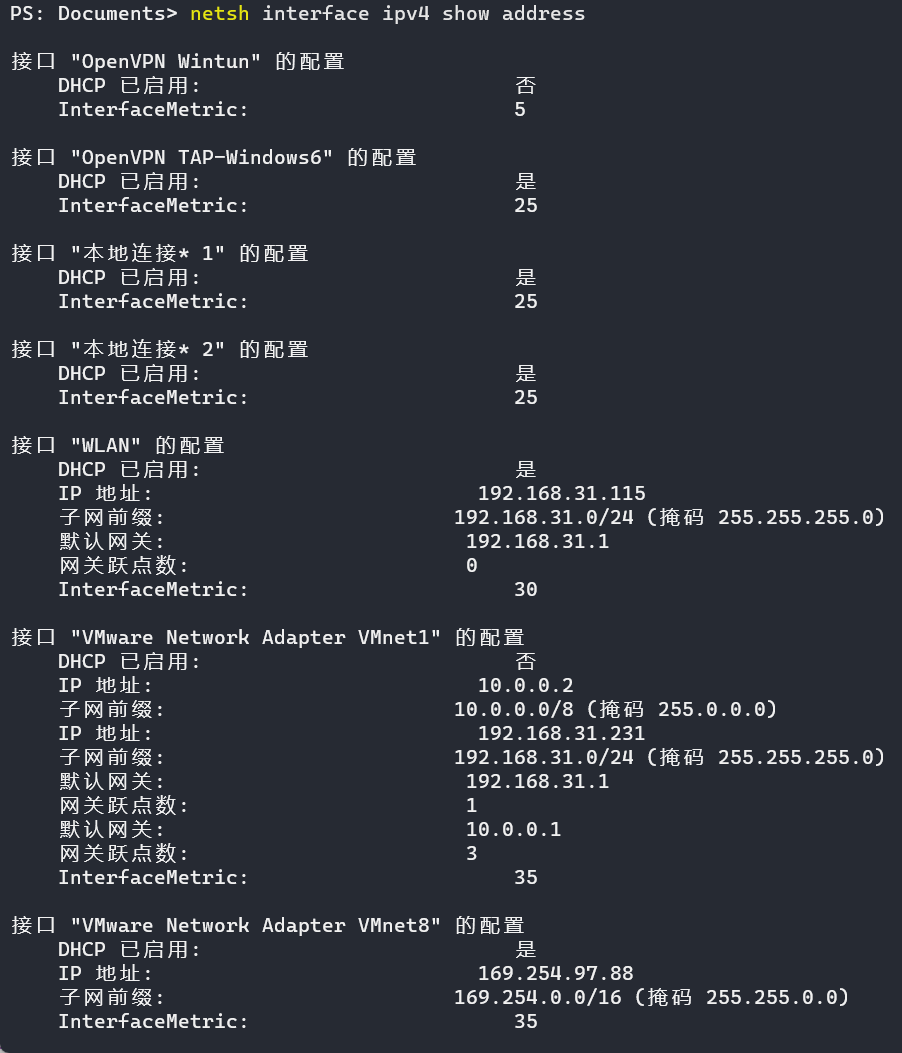 PS: Documents> netsh interface ipv4 show address
接口 "OpenVPN Wintun" 的配置
DHCP 已启用: 否
InterfaceMetric: 5
接口 "OpenVPN TAP-Windows6" 的配置
DHCP 已启用: 是
InterfaceMetric: 25
接口 "本地连接* 1" 的配置
DHCP 已启用: 是
InterfaceMetric: 25
接口 "本地连接* 2" 的配置
DHCP 已启用: 是
InterfaceMetric: 25
接口 "WLAN" 的配置
DHCP 已启用: 是
IP 地址: 192.168.31.115
子网前缀: 192.168.31.0/24 (掩码 255.255.255.0)
默认网关: 192.168.31.1
网关跃点数: 0
InterfaceMetric: 30
接口 "VMware Network Adapter VMnet1" 的配置
DHCP 已启用: 否
IP 地址: 10.0.0.2
子网前缀: 10.0.0.0/8 (掩码 255.0.0.0)
IP 地址: 192.168.31.231
子网前缀: 192.168.31.0/24 (掩码 255.255.255.0)
默认网关: 192.168.31.1
网关跃点数: 1
默认网关: 10.0.0.1
网关跃点数: 3
InterfaceMetric: 35
接口 "VMware Network Adapter VMnet8" 的配置
DHCP 已启用: 是
IP 地址: 169.254.97.88
子网前缀: 169.254.0.0/16 (掩码 255.255.0.0)
InterfaceMetric: 35